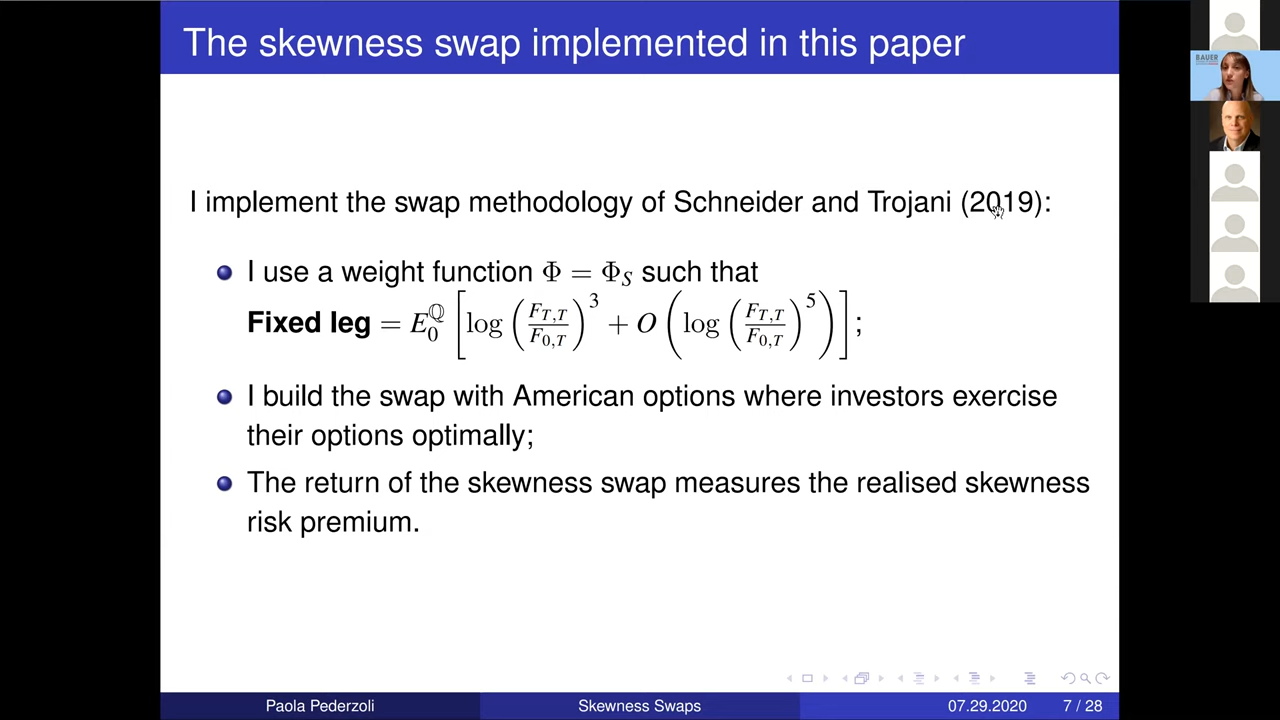 The skewness swap implemented in this paper
BAUER
I implement the swap methodology of Schneider and Trojani (2019):
I use a weight function Φ = Φ_S such that
Fixed leg = E_0^ℚ [log (F_{T,T}/F_{0,T})^3 + O (log (F_{T,T}/F_{0,T})^5)];
I build the swap with American options where investors exercise
their options optimally;
The return of the skewness swap measures the realised skewness
risk premium.
Paola Pederzoli Skewness Swaps 07.29.2020 7 / 28